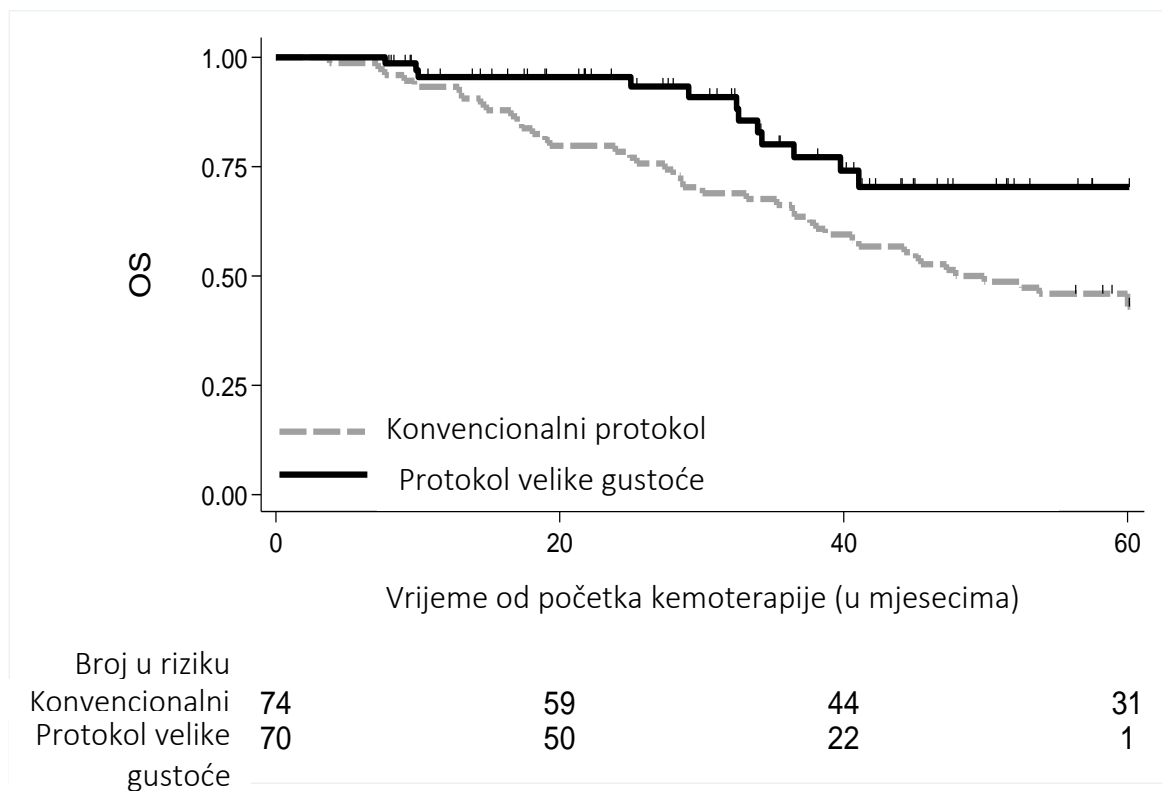 1.00
0.75
0.50
0.25
0.00
OS
Konvencionalni protokol
Protokol velike gustoće
0 20 40 60
Vrijeme od početka kemoterapije (u mjesecima)
Broj u riziku
Konvencionalni 74 59 44 31
Protokol velike 70 50 22 1
gustoće